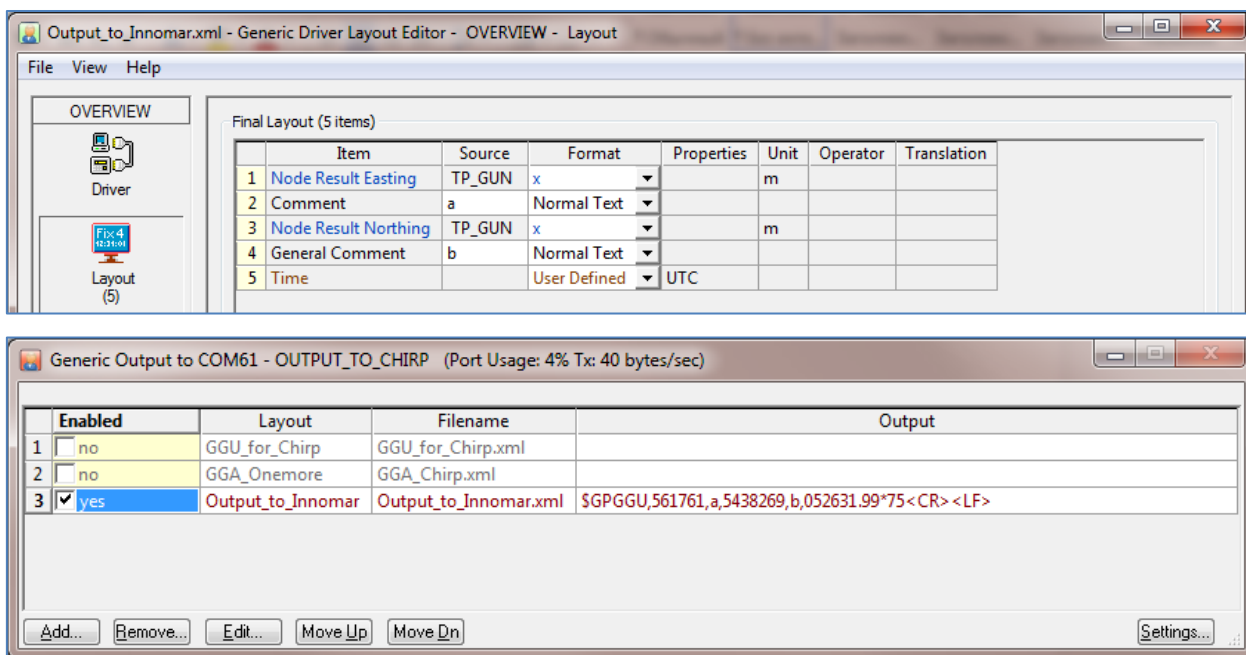 Output_to_Innomar.xml - Generic Driver Layout Editor - OVERVIEW - Layout
File View Help
OVERVIEW
Driver
Fix 4
12:31:01
Layout
(5)
Final Layout (5 items)
Item Source Format Properties Unit Operator Translation
1 Node Result Easting TP_GUN x m
2 Comment a Normal Text
3 Node Result Northing TP_GUN x m
4 General Comment b Normal Text
5 Time User Defined UTC
Generic Output to COM61 - OUTPUT_TO_CHIRP (Port Usage: 4% Tx: 40 bytes/sec)
Enabled Layout Filename Output
1 no GGU_for_Chirp GGU_for_Chirp.xml
2 no GGA_Onemore GGA_Chirp.xml
3 yes Output_to_Innomar Output_to_Innomar.xml $GPGGU,561761,a,5438269,b,052631.99*75<CR><LF>
Add... Remove... Edit... Move Up Move Dn Settings...